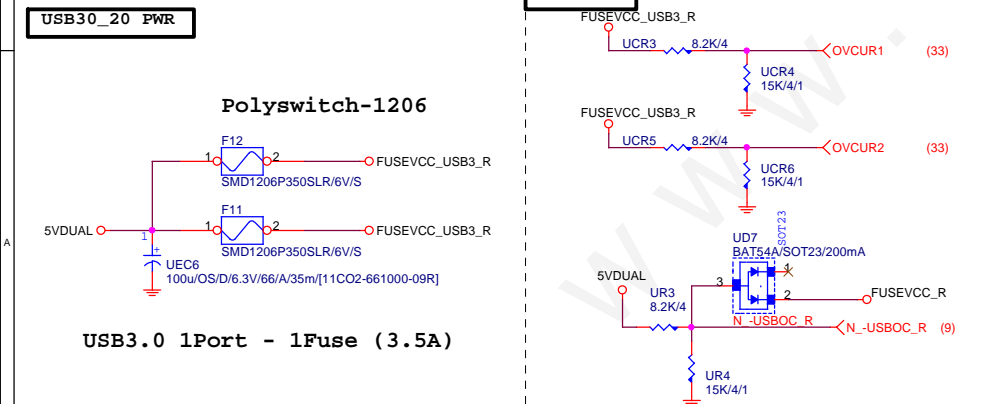 USB30_20 PWR
Polyswitch-1206
F12
1 2 FUSEVCC_USB3_R
SMD1206P350SLR/6V/S
F11
5VDUAL 1 2 FUSEVCC_USB3_R
SMD1206P350SLR/6V/S
1
+
UEC6
100u/OS/D/6.3V/66/A/35m/[11CO2-661000-09R]
USB3.0 1Port - 1Fuse (3.5A)
A
FUSEVCC_USB3_R
UCR3 8.2K/4 OVCUR1 (33)
UCR4
15K/4/1
FUSEVCC_USB3_R
UCR5 8.2K/4 OVCUR2 (33)
UCR6
15K/4/1
SOT23
UD7
BAT54A/SOT23/200mA
1
5VDUAL 3
2 FUSEVCC_R
UR3
8.2K/4
N_-USBOC_R N_-USBOC_R (9)
UR4
15K/4/1
w w w .